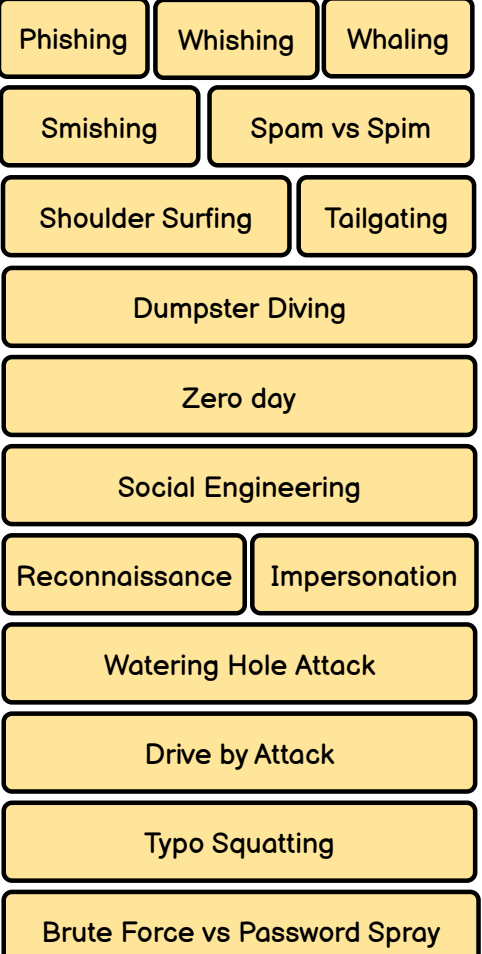 Phishing Whishing Whaling
Smishing Spam vs Spim
Shoulder Surfing Tailgating
Dumpster Diving
Zero day
Social Engineering
Reconnaissance Impersonation
Watering Hole Attack
Drive by Attack
Typo Squatting
Brute Force vs Password Spray